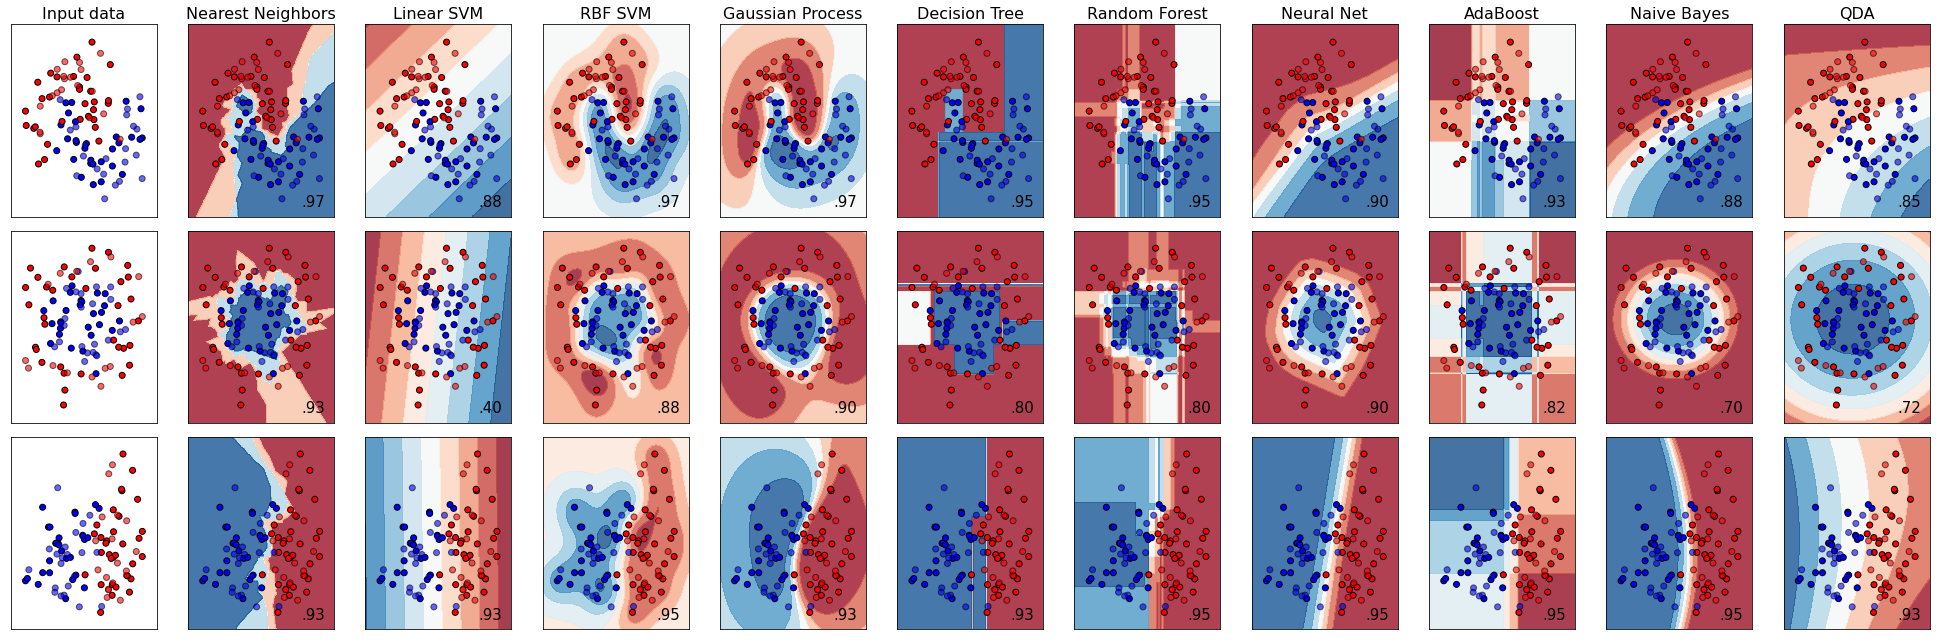 Input data Nearest Neighbors Linear SVM RBF SVM Gaussian Process Decision Tree Random Forest Neural Net AdaBoost Naive Bayes QDA
.97 .88 .97 .97 .95 .95 .90 .93 .88 .85
.93 .40 .88 .90 .80 .80 .90 .82 .70 .72
.93 .93 .95 .93 .93 .95 .95 .95 .95 .93